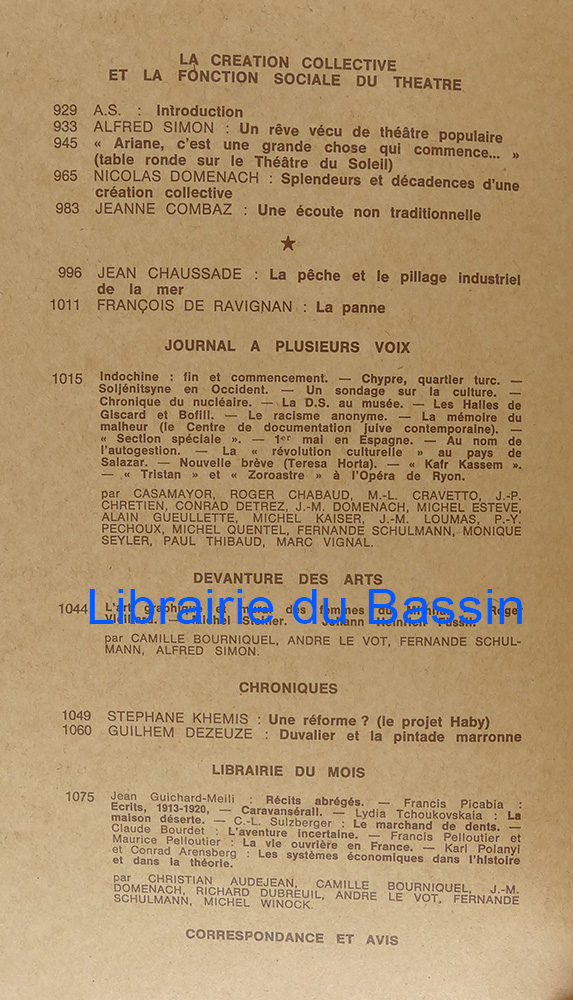 LA CREATION COLLECTIVE
ET LA FONCTION SOCIALE DU THEATRE
929 A.S. : Introduction
933 ALFRED SIMON : Un rêve vécu de théâtre populaire
945 « Ariane, c'est une grande chose qui commence... »
(table ronde sur le Théâtre du Soleil)
965 NICOLAS DOMENACH : Splendeurs et décadences d'une
création collective
983 JEANNE COMBAZ : Une écoute non traditionnelle
★
996 JEAN CHAUSSADE : La pêche et le pillage industriel
de la mer
1011 FRANÇOIS DE RAVIGNAN : La panne
JOURNAL A PLUSIEURS VOIX
1015 Indochine : fin et commencement. — Chypre, quartier turc. —
Soljénitsyne en Occident. — Un sondage sur la culture. —
Chronique du nucléaire. — La D.S. au musée. — Les Halles de
Giscard et Bofill. — Le racisme anonyme. — La mémoire du
malheur (le Centre de documentation juive contemporaine). —
« Section spéciale ». — 1er mai en Espagne. — Au nom de
l'autogestion. — La « révolution culturelle » au pays de
Salazar. — Nouvelle brève (Teresa Horta). — « Kafr Kassem ».
— « Tristan » et « Zoroastre » à l'Opéra de Ryon.
par CASAMAYOR, ROGER CHABAUD, M.-L. CRAVETTO, J.-P.
CHRETIEN, CONRAD DETREZ, J.-M. DOMENACH, MICHEL ESTEVE,
ALAIN GUEULLETTE, MICHEL KAISER, J.-M. LOUMAS, P.-Y.
PECHOUX, MICHEL QUENTEL, FERNANDE SCHULMANN, MONIQUE
SEYLER, PAUL THIBAUD, MARC VIGNAL.
DEVANTURE DES ARTS
1044 L'art graphique et mural des femmes du — Roger
Vieillard. — Michel Steiner. — Johann Heinrich Füssli.
Librairie du Bassin
par CAMILLE BOURNIQUEL, ANDRE LE VOT, FERNANDE SCHUL-
MANN, ALFRED SIMON.
CHRONIQUES
1049 STEPHANE KHEMIS : Une réforme ? (le projet Haby)
1060 GUILHEM DEZEUZE : Duvalier et la pintade marronne
LIBRAIRIE DU MOIS
1075 Jean Guichard-Meili : Récits abrégés. — Francis Picabia :
Ecrits, 1913-1920, — Caravansérail. — Lydia Tchoukovskaia : La
maison déserte. — C.-L. Sulzberger : Le marchand de dents. —
Claude Bourdet : L'aventure incertaine. — Francis Pelloutier et
Maurice Pelloutier : La vie ouvrière en France. — Karl Polanyi
et Conrad Arensberg : Les systèmes économiques dans l'histoire
et dans la théorie.
par CHRISTIAN AUDEJEAN, CAMILLE BOURNIQUEL, J.-M.
DOMENACH, RICHARD DUBREUIL, ANDRE LE VOT, FERNANDE
SCHULMANN, MICHEL WINOCK.
CORRESPONDANCE ET AVIS